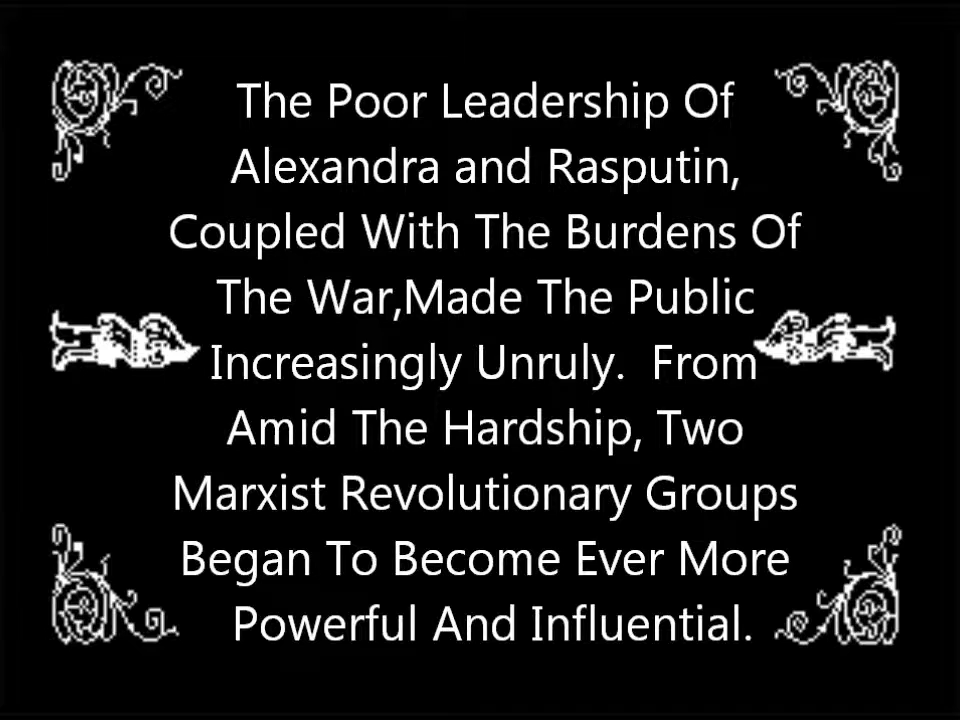 The Poor Leadership Of
Alexandra and Rasputin,
Coupled With The Burdens Of
The War,Made The Public
Increasingly Unruly.  From
Amid The Hardship, Two
Marxist Revolutionary Groups
Began To Become Ever More
Powerful And Influential.